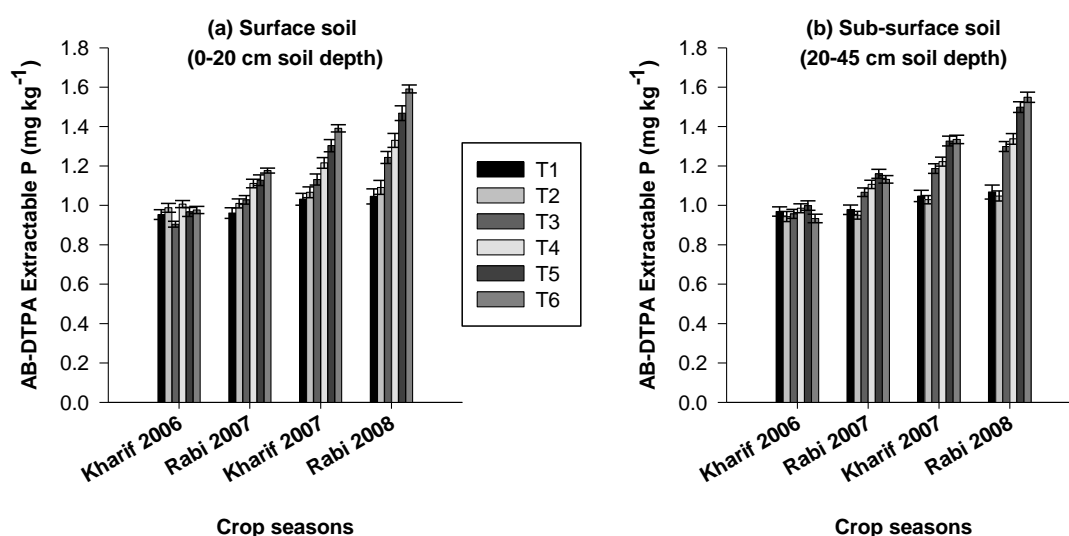 (a) Surface soil
(0-20 cm soil depth)
AB-DTPA Extractable P (mg kg⁻¹)
1.8
1.6
1.4
1.2
1.0
0.8
0.6
0.4
0.2
0.0
Kharif 2006
Rabi 2007
Kharif 2007
Rabi 2008
Crop seasons
T1
T2
T3
T4
T5
T6
(b) Sub-surface soil
(20-45 cm soil depth)
AB-DTPA Extractable P (mg kg⁻¹)
1.8
1.6
1.4
1.2
1.0
0.8
0.6
0.4
0.2
0.0
Kharif 2006
Rabi 2007
Kharif 2007
Rabi 2008
Crop seasons